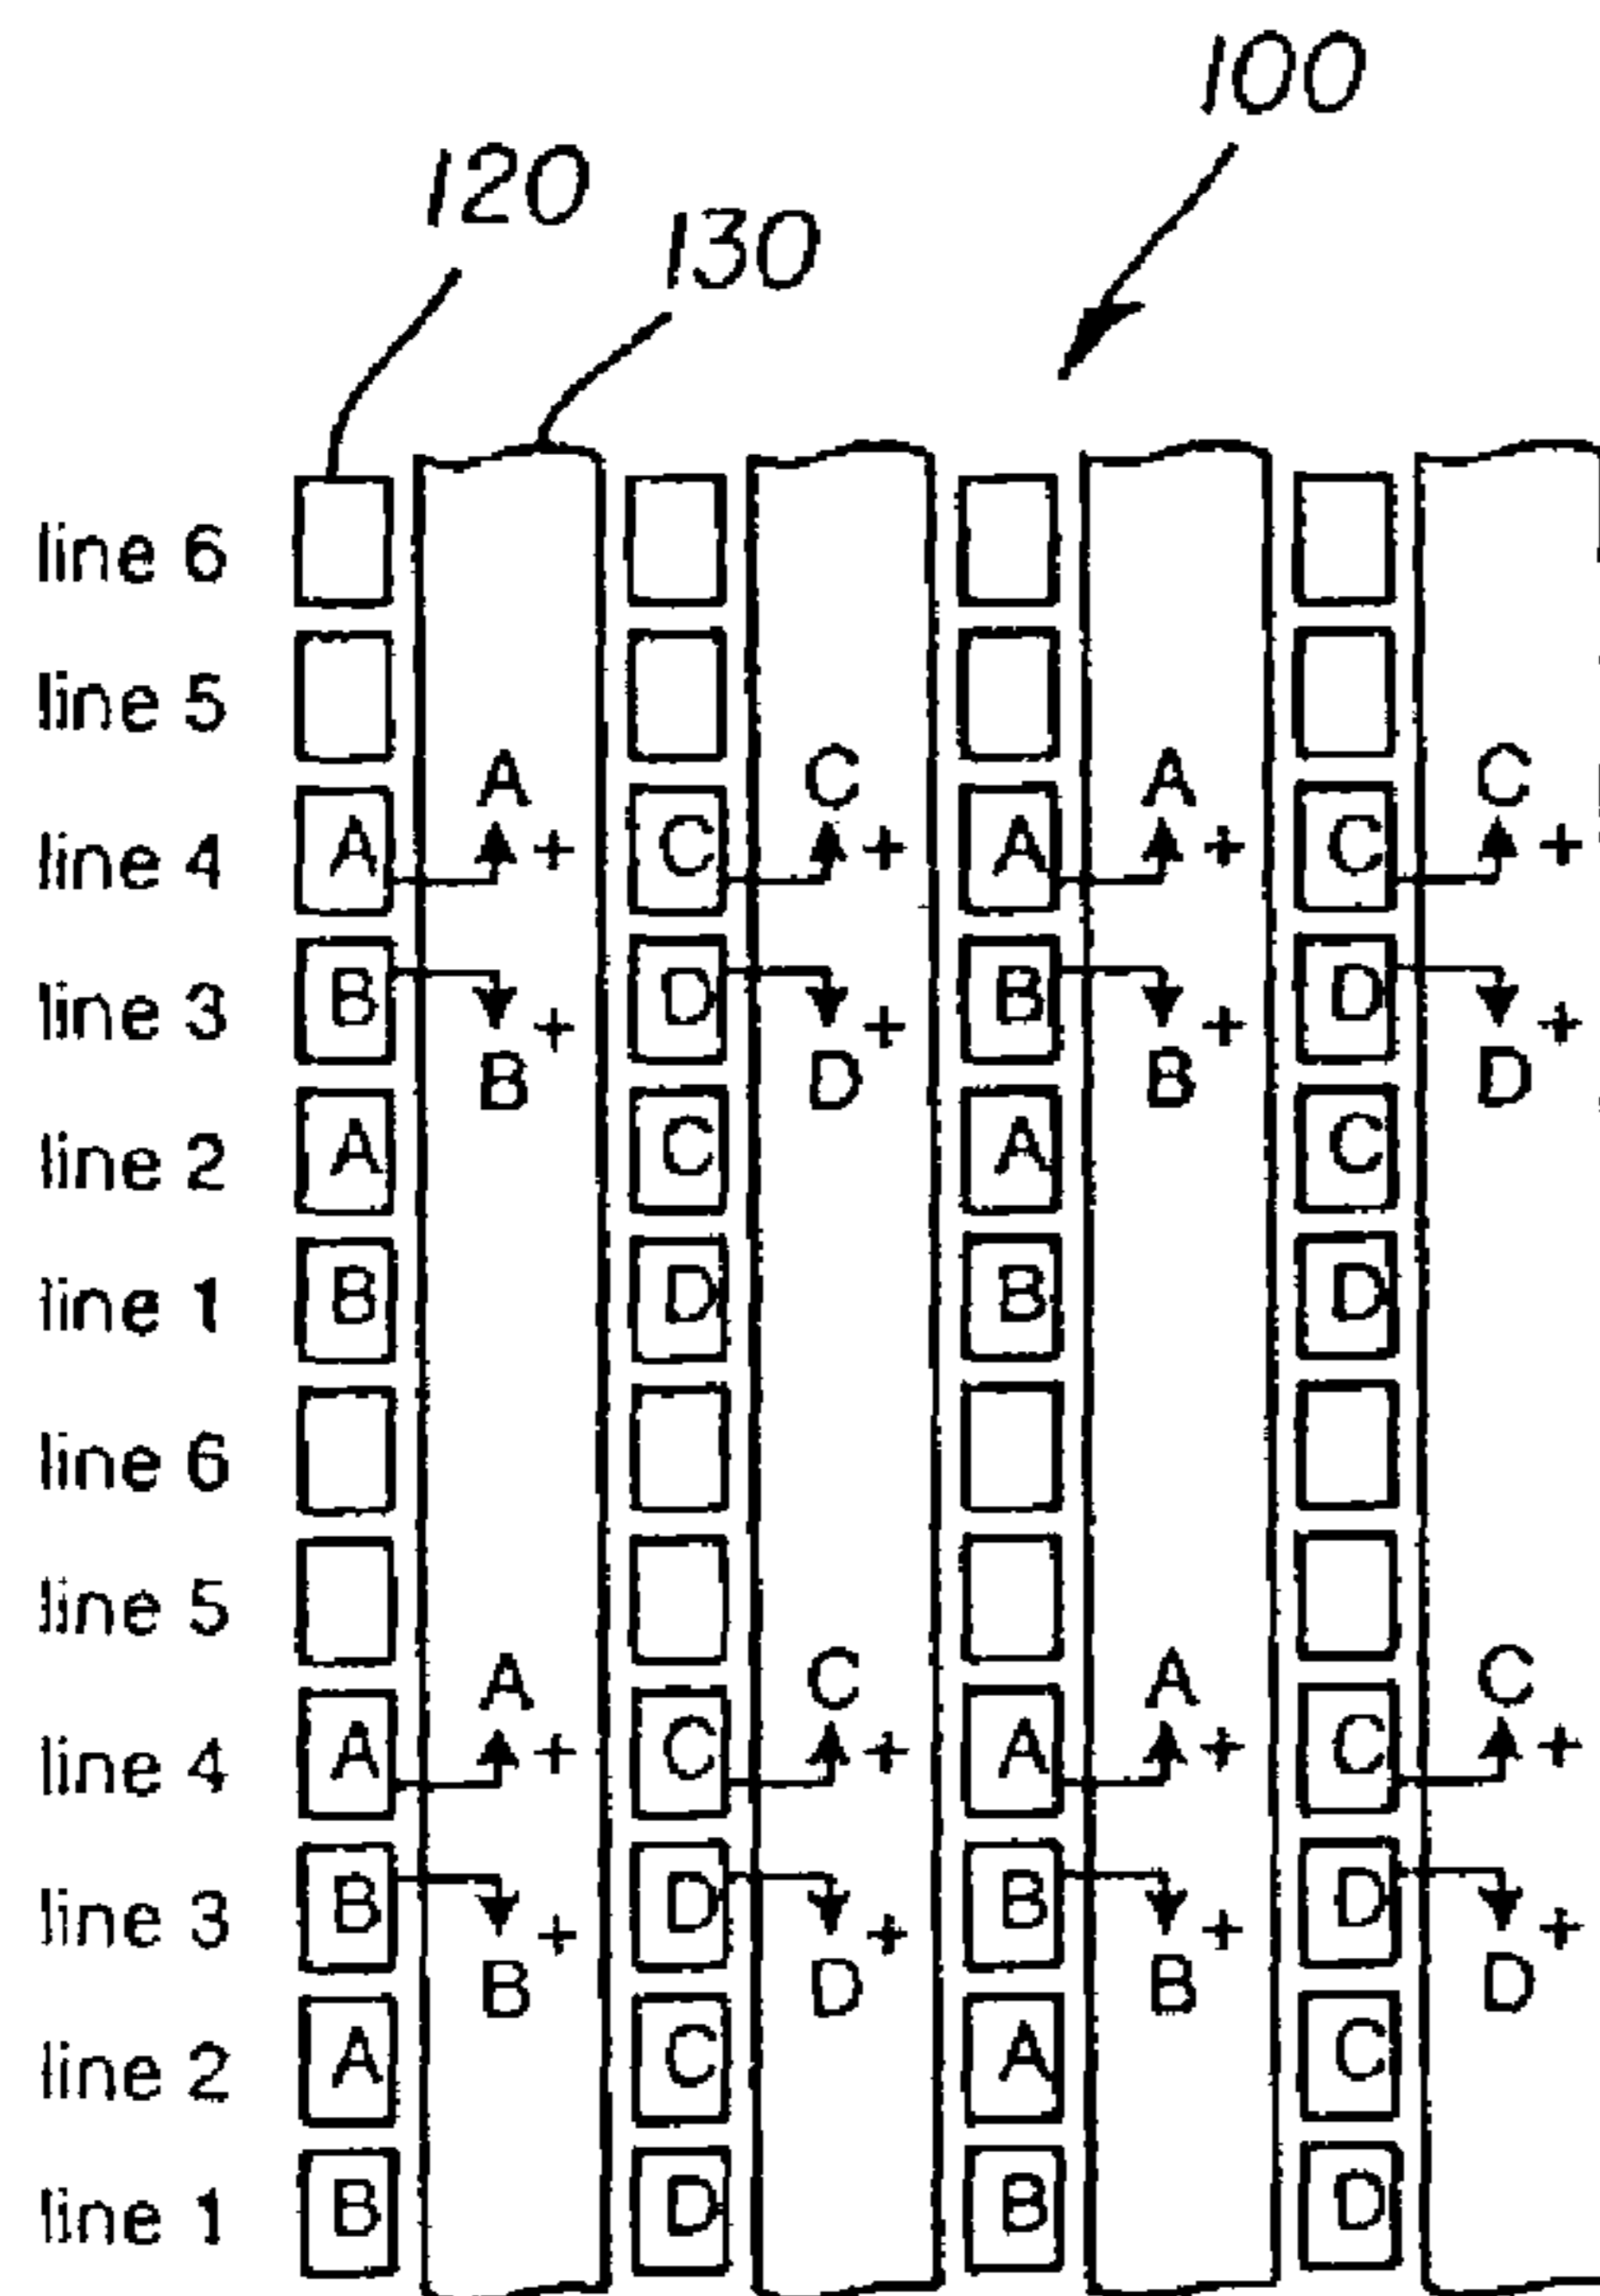 100
120
130
line 6
line 5
A C A C
line 4 A + C + A + C +
line 3 B + D + B + D +
B D B D
line 2 A C A C
line 1 B D B D
line 6
line 5
A C A C
line 4 A + C + A + C +
line 3 B + D + B + D +
B D B D
line 2 A C A C
line 1 B D B D